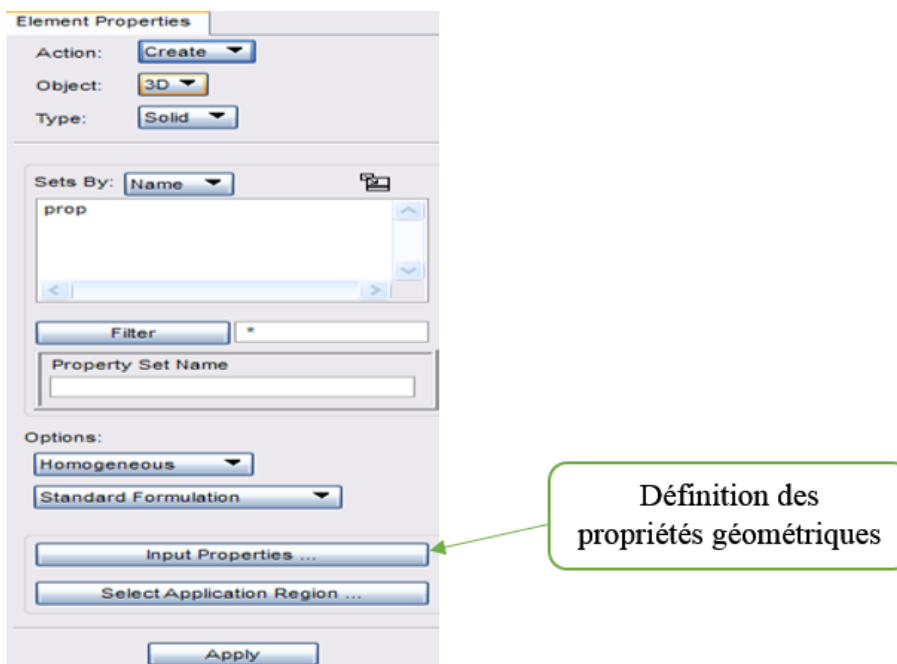 Element Properties
Action: Create
Object: 3D
Type: Solid
Sets By: Name
prop
Filter *
Property Set Name
Options:
Homogeneous
Standard Formulation
Input Properties ...
Select Application Region ...
Apply
Définition des
propriétés géométriques